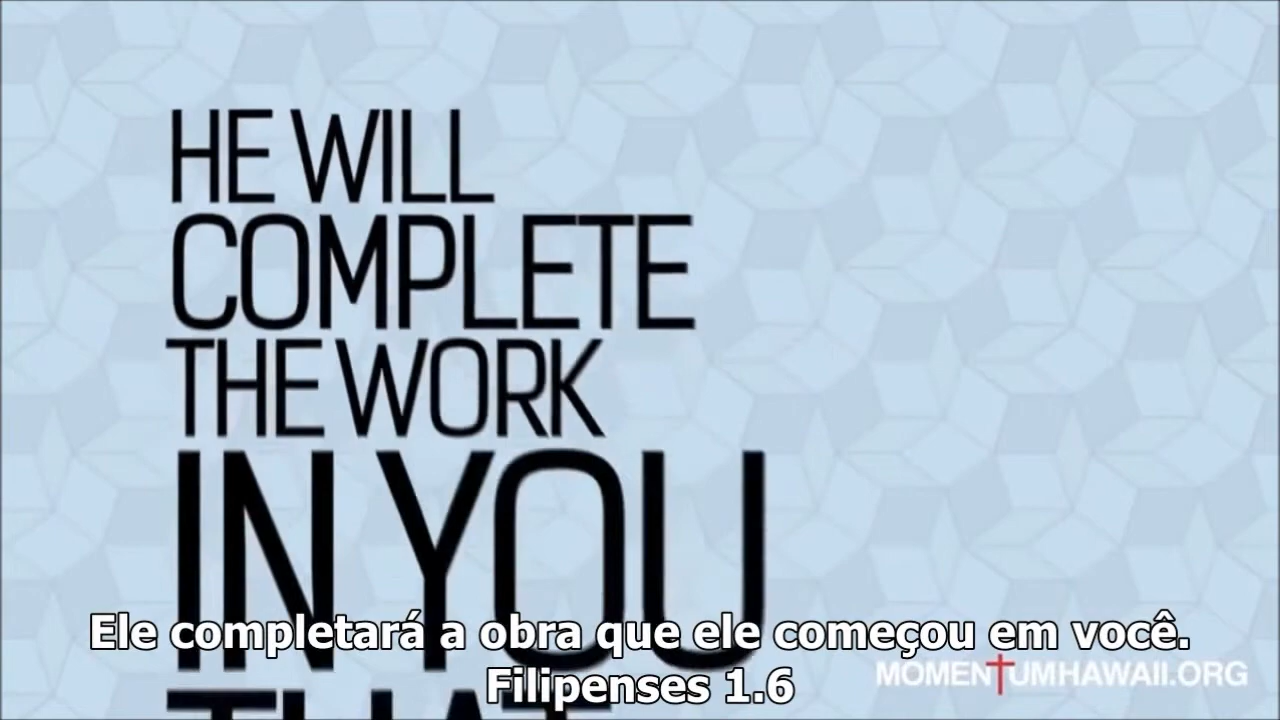 HE WILL
COMPLETE
THE WORK
IN YOU
THAT
Ele completará a obra que ele começou em você.
Filipenses 1.6
MOMENTUMHAWAII.ORG